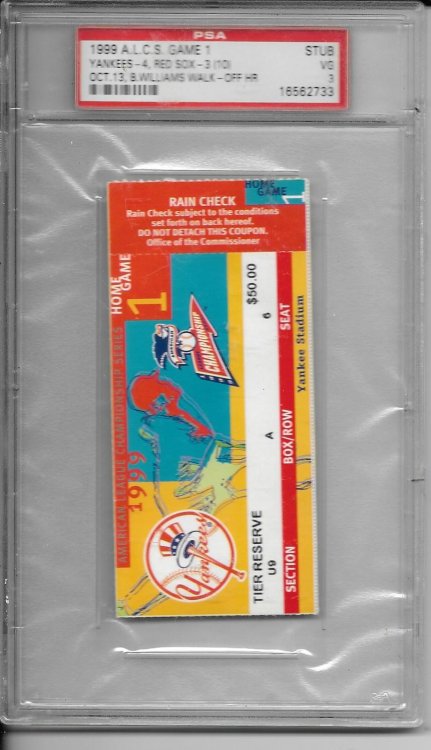 PSA
1999 A.L.C.S. GAME 1 STUB
YANKEES - 4, RED SOX - 3 (10) VG
OCT. 13, B.WILLIAMS WALK - OFF HR 3
16562733
HOME
GAME
1
RAIN CHECK
Rain Check subject to the conditions
set forth on back hereof.
DO NOT DETACH THIS COUPON.
Office of the Commissioner
AMERICAN LEAGUE CHAMPIONSHIP SERIES
1999
HOME
GAME
1
AMERICAN
CHAMPIONSHIP
Yankees
$50.00
TIER RESERVE
U9
A
6
SECTION
BOX/ROW
SEAT
Yankee Stadium